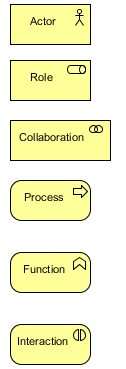 Actor
Role
Collaboration
Process
Function
Interaction